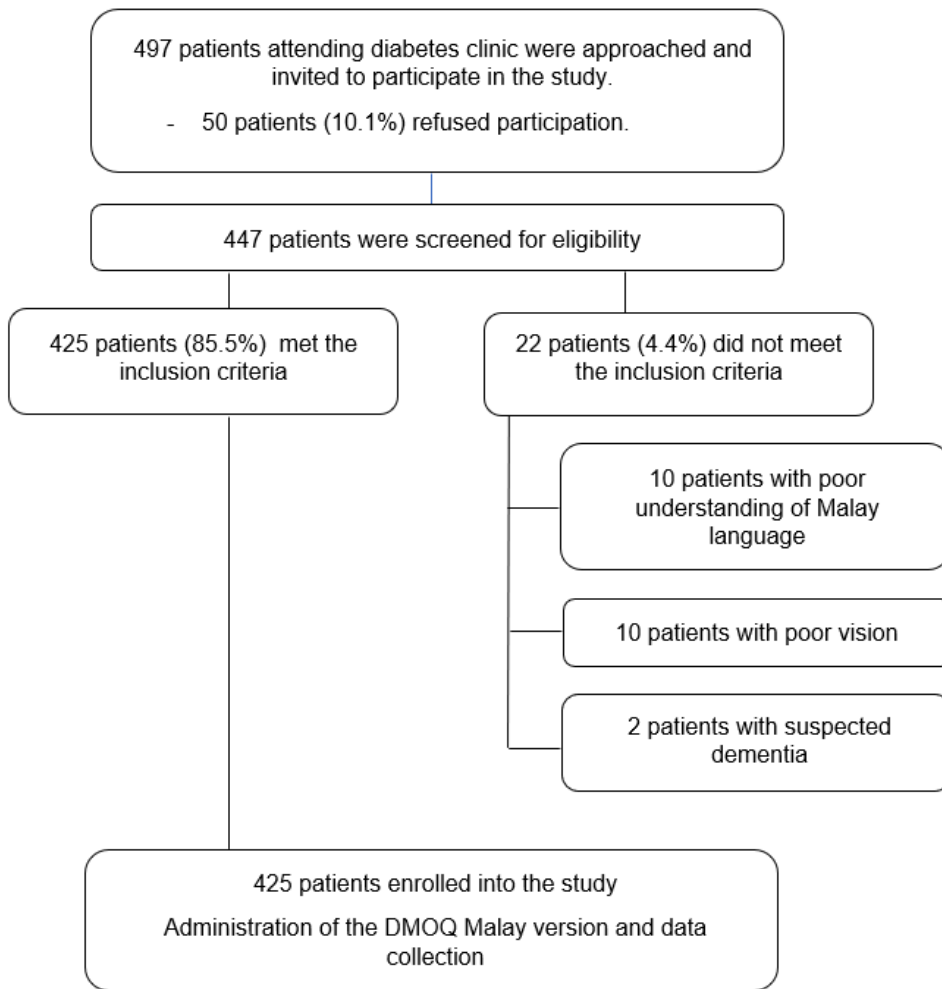 497 patients attending diabetes clinic were approached and
invited to participate in the study.
- 50 patients (10.1%) refused participation.
447 patients were screened for eligibility
425 patients (85.5%) met the
inclusion criteria
22 patients (4.4%) did not meet
the inclusion criteria
10 patients with poor
understanding of Malay
language
10 patients with poor vision
2 patients with suspected
dementia
425 patients enrolled into the study
Administration of the DMOQ Malay version and data
collection